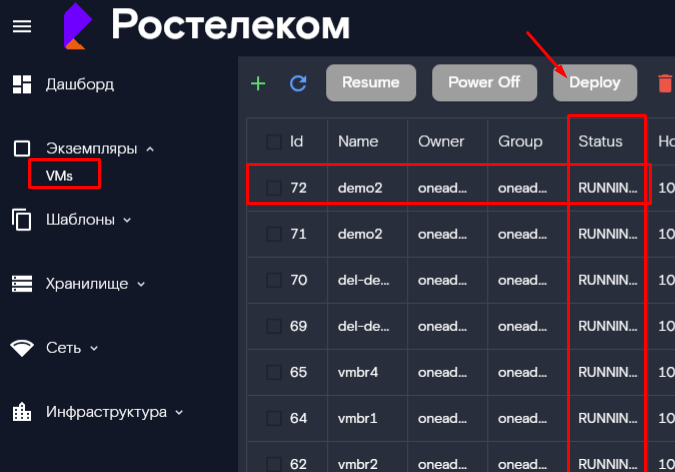 Ростелеком
Дашборд
Экземпляры
VMs
Шаблоны
Хранилище
Сеть
Инфраструктура
+ Resume Power Off Deploy
Id Name Owner Group Status Ho
72 demo2 onead... onead... RUNNIN... 10
71 demo2 onead... onead... RUNNIN... 10
70 del-de... onead... onead... RUNNIN... 10
69 del-de... onead... onead... RUNNIN... 10
65 vmbr4 onead... onead... RUNNIN... 10
64 vmbr1 onead... onead... RUNNIN... 10
62 vmbr2 onead... onead... RUNNIN... 10